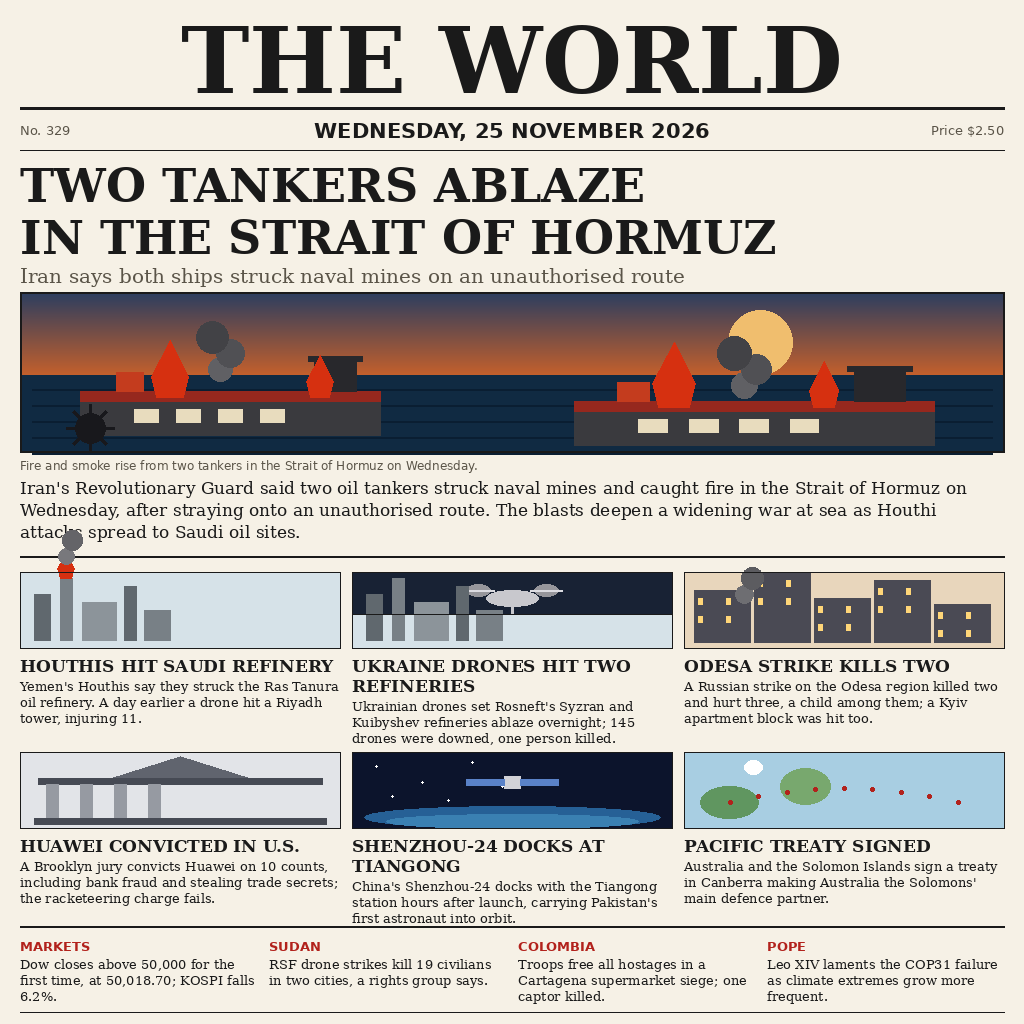 THE WORLD
No. 329
WEDNESDAY, 25 NOVEMBER 2026
Price $2.50
TWO TANKERS ABLAZE
IN THE STRAIT OF HORMUZ
Iran says both ships struck naval mines on an unauthorised route
Fire and smoke rise from two tankers in the Strait of Hormuz on Wednesday.
Iran's Revolutionary Guard said two oil tankers struck naval mines and caught fire in the Strait of Hormuz on
Wednesday, after straying onto an unauthorised route. The blasts deepen a widening war at sea as Houthi
attacks spread to Saudi oil sites.
HOUTHIS HIT SAUDI REFINERY
Yemen's Houthis say they struck the Ras Tanura
oil refinery. A day earlier a drone hit a Riyadh
tower, injuring 11.
UKRAINE DRONES HIT TWO
REFINERIES
Ukrainian drones set Rosneft's Syzran and
Kuibyshev refineries ablaze overnight; 145
drones were downed, one person killed.
ODESA STRIKE KILLS TWO
A Russian strike on the Odesa region killed two
and hurt three, a child among them; a Kyiv
apartment block was hit too.
HUAWEI CONVICTED IN U.S.
A Brooklyn jury convicts Huawei on 10 counts,
including bank fraud and stealing trade secrets;
the racketeering charge fails.
SHENZHOU-24 DOCKS AT
TIANGONG
China's Shenzhou-24 docks with the Tiangong
station hours after launch, carrying Pakistan's
first astronaut into orbit.
PACIFIC TREATY SIGNED
Australia and the Solomon Islands sign a treaty
in Canberra making Australia the Solomons'
main defence partner.
MARKETS
Dow closes above 50,000 for the
first time, at 50,018.70; KOSPI falls
6.2%.
SUDAN
RSF drone strikes kill 19 civilians
in two cities, a rights group says.
COLOMBIA
Troops free all hostages in a
Cartagena supermarket siege; one
captor killed.
POPE
Leo XIV laments the COP31 failure
as climate extremes grow more
frequent.